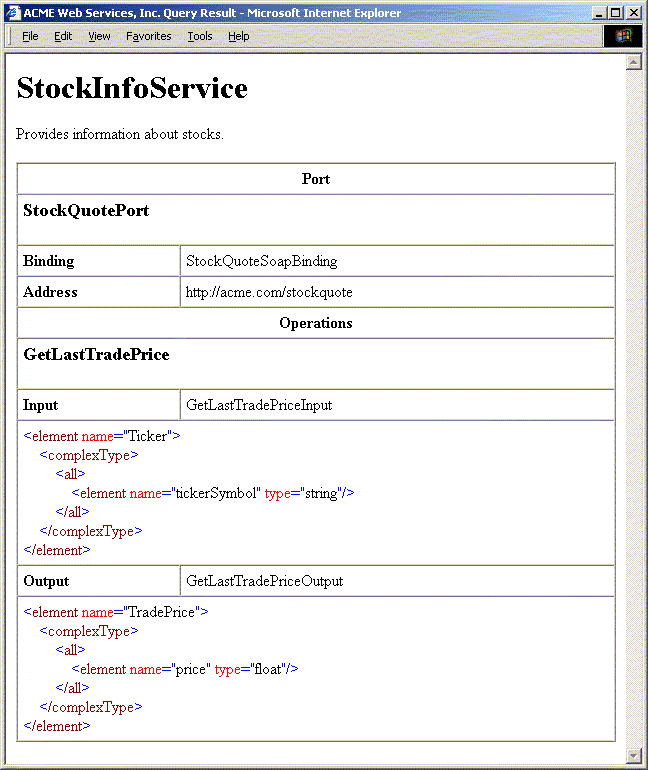 ACME Web Services, Inc. Query Result - Microsoft Internet Explorer
File Edit View Favorites Tools Help
StockInfoService
Provides information about stocks.
Port
StockQuotePort
Binding StockQuoteSoapBinding
Address http://acme.com/stockquote
Operations
GetLastTradePrice
Input GetLastTradePriceInput
<element name="Ticker">
<complexType>
<all>
<element name="tickerSymbol" type="string"/>
</all>
</complexType>
</element>
Output GetLastTradePriceOutput
<element name="TradePrice">
<complexType>
<all>
<element name="price" type="float"/>
</all>
</complexType>
</element>